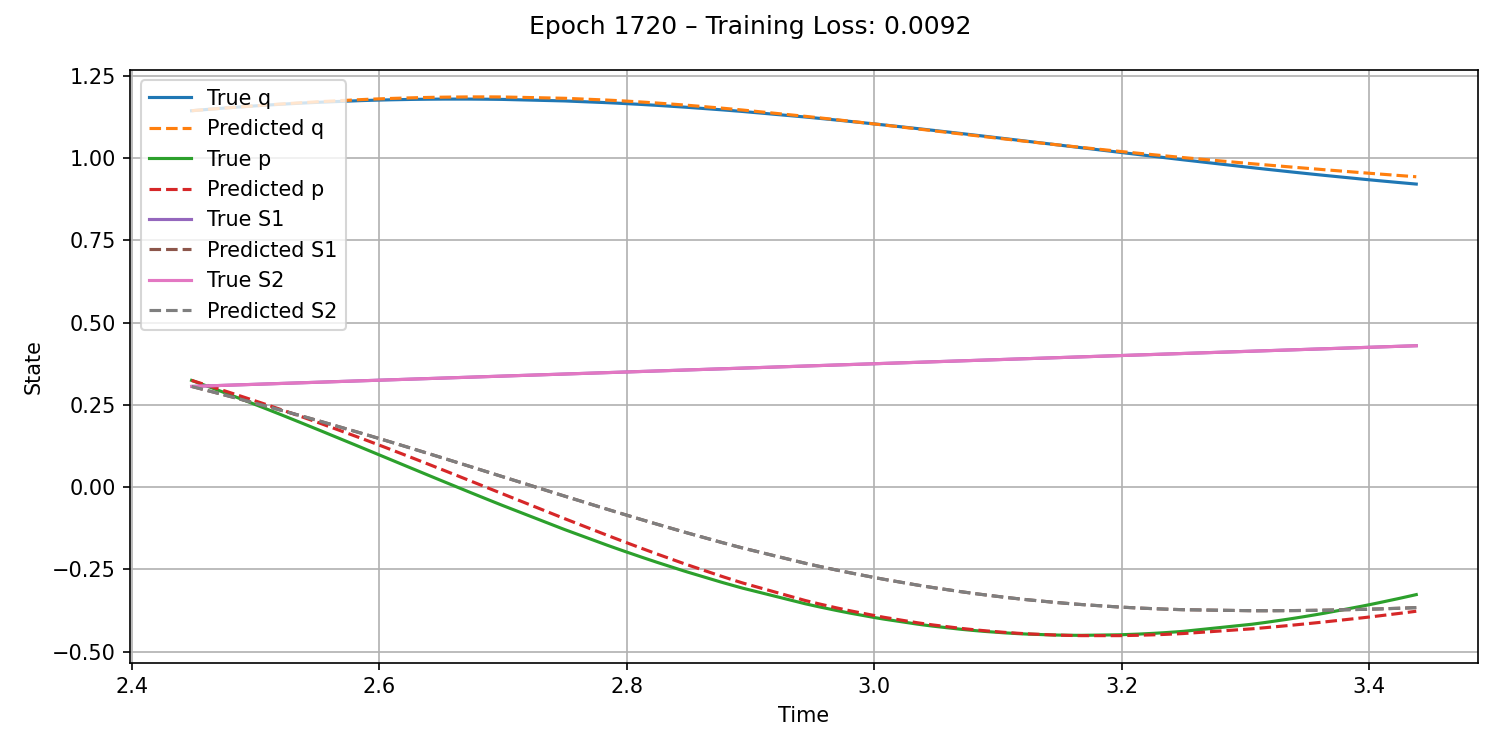 Epoch 1720 – Training Loss: 0.0092
1.25
1.00
0.75
0.50
0.25
0.00
−0.25
−0.50
State
True q
Predicted q
True p
Predicted p
True S1
Predicted S1
True S2
Predicted S2
2.4 2.6 2.8 3.0 3.2 3.4
Time